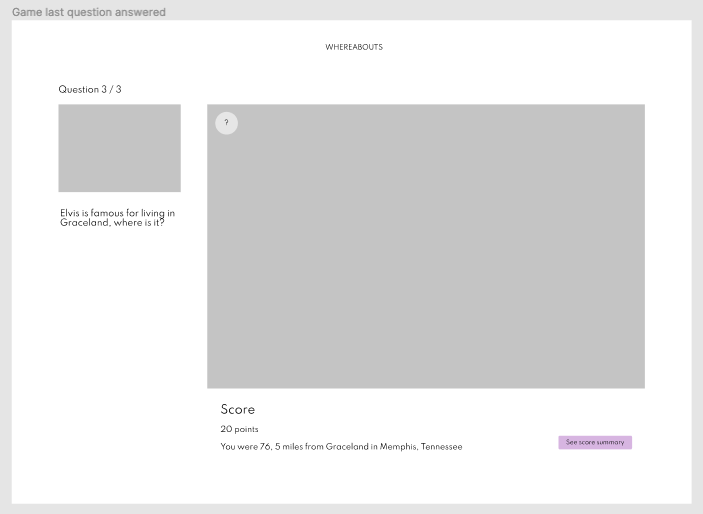 Game last question answered
WHEREABOUTS
Question 3 / 3
?
Elvis is famous for living in
Graceland, where is it?
Score
20 points
You were 76, 5 miles from Graceland in Memphis, Tennessee
See score summary